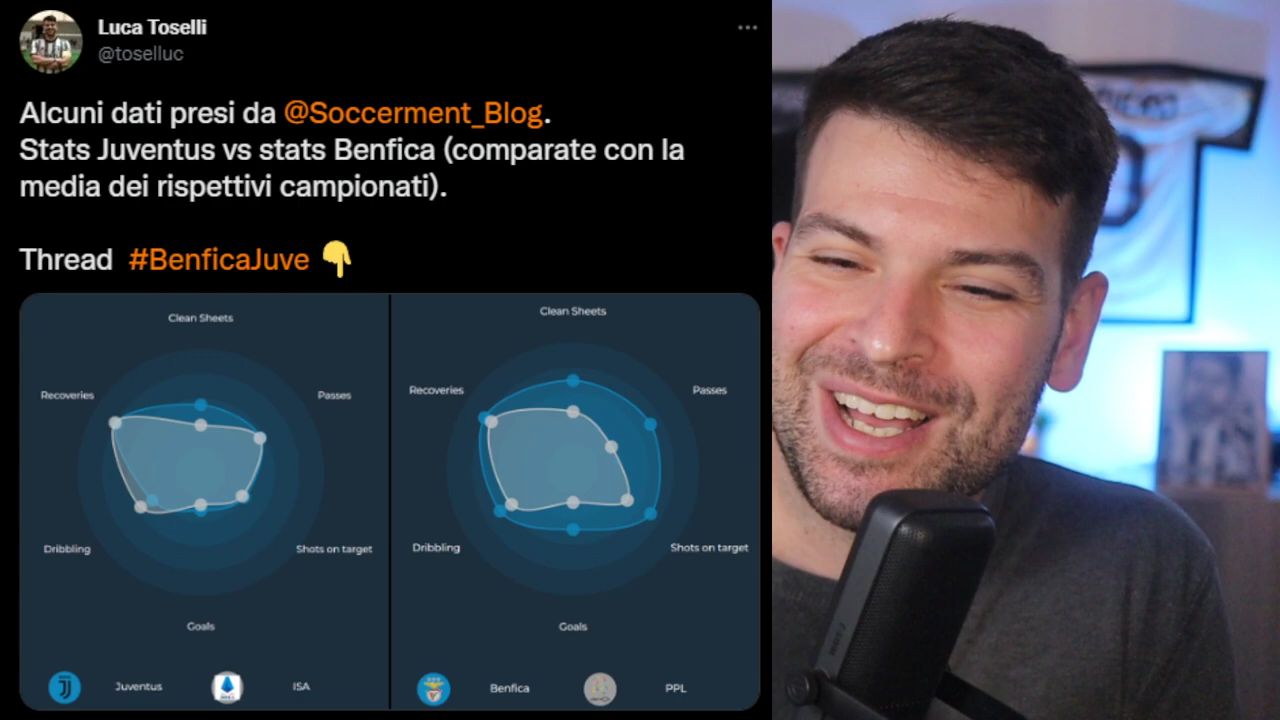 Luca Toselli
@toselluc
Alcuni dati presi da @Soccerment_Blog.
Stats Juventus vs stats Benfica (comparate con la
media dei rispettivi campionati).
Thread #BenficaJuve
Clean Sheets
Recoveries
Passes
Dribbling
Shots on target
Goals
Juventus
ISA
Clean Sheets
Recoveries
Passes
Dribbling
Shots on target
Goals
Benfica
PPL